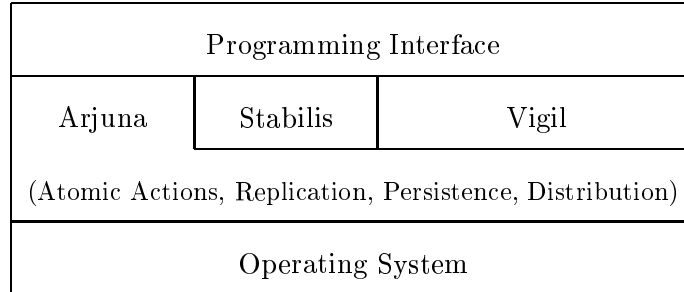 Programming Interface
Arjuna Stabilis Vigil
(Atomic Actions, Replication, Persistence, Distribution)
Operating System